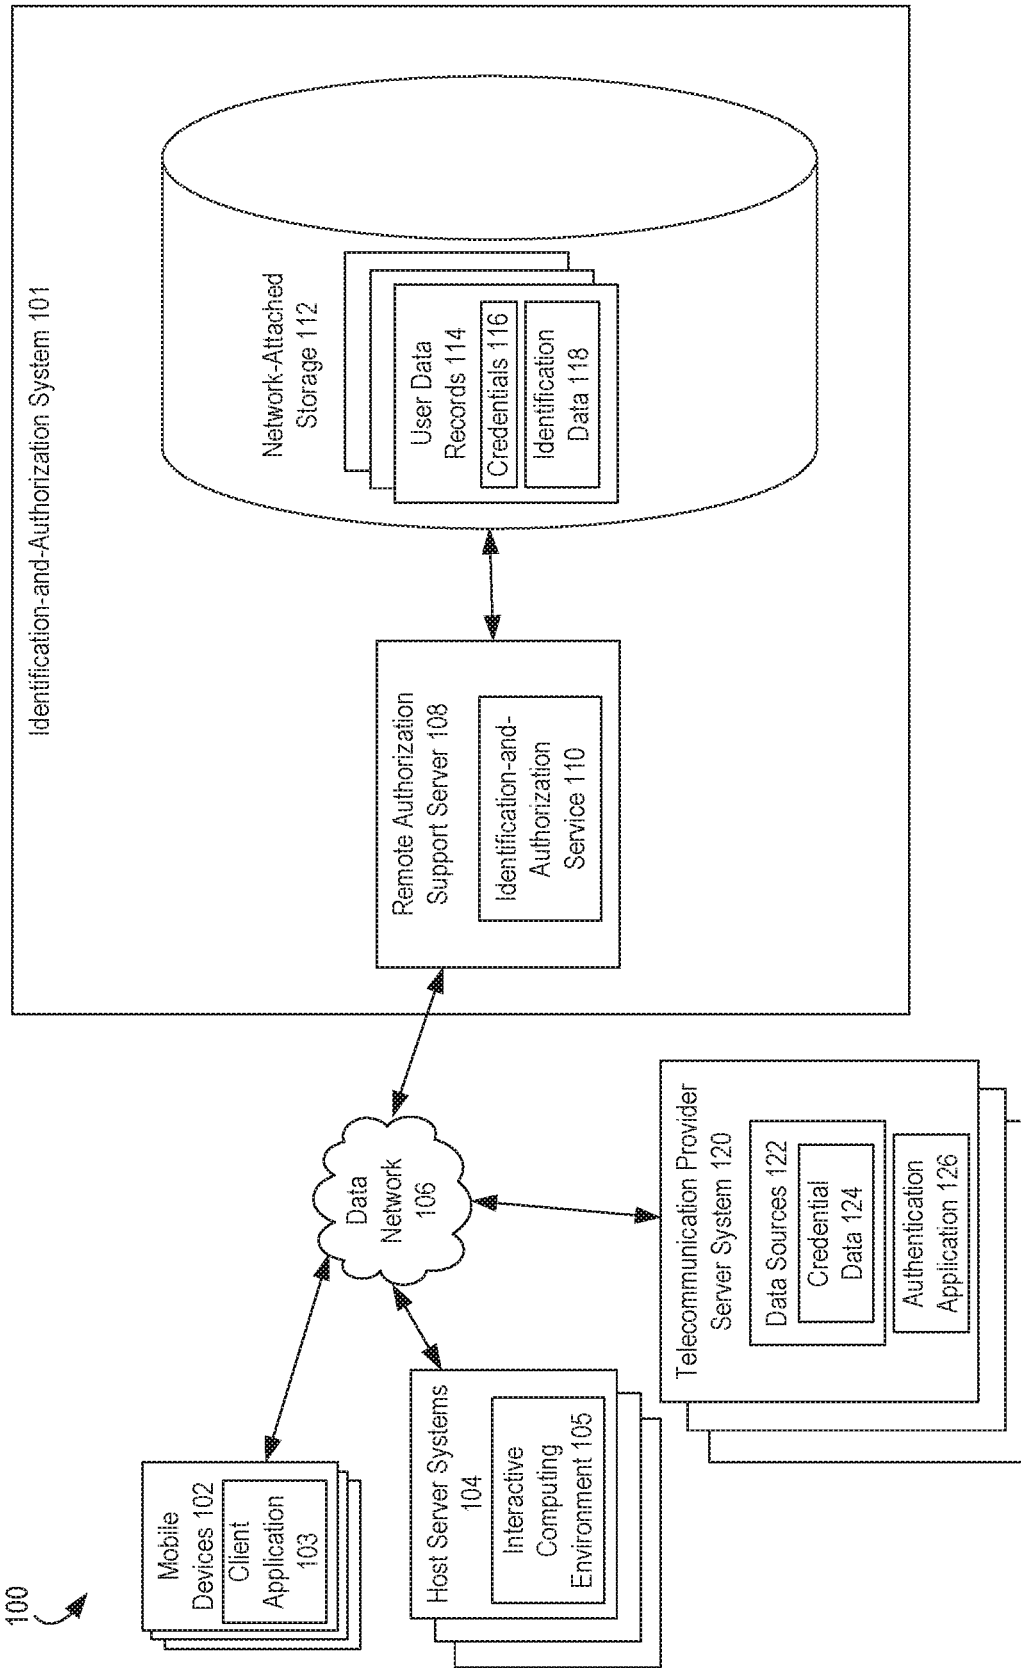 100
Mobile
Devices 102
Client
Application
103
Host Server Systems
104
Interactive
Computing
Environment 105
Data
Network
106
Telecommunication Provider
Server System 120
Data Sources 122
Credential
Data 124
Authentication
Application 126
Identification-and-Authorization System 101
Remote Authorization
Support Server 108
Identification-and-
Authorization
Service 110
Network-Attached
Storage 112
User Data
Records 114
Credentials 116
Identification
Data 118